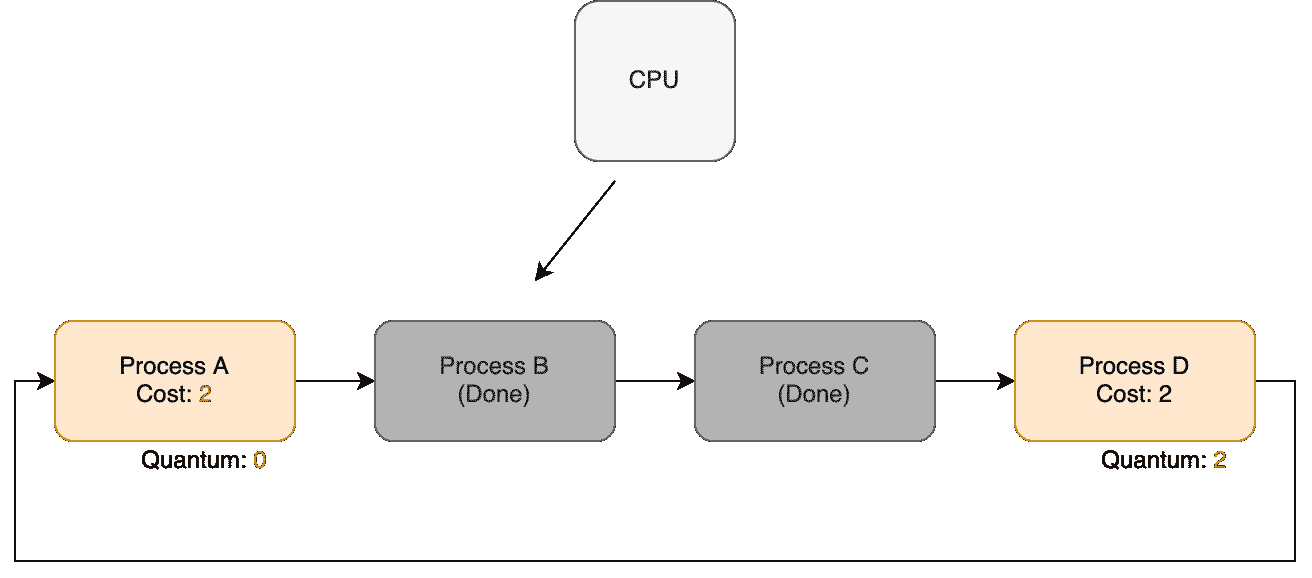 CPU
Process A
Cost: 2
Quantum: 0
Process B
(Done)
Process C
(Done)
Process D
Cost: 2
Quantum: 2